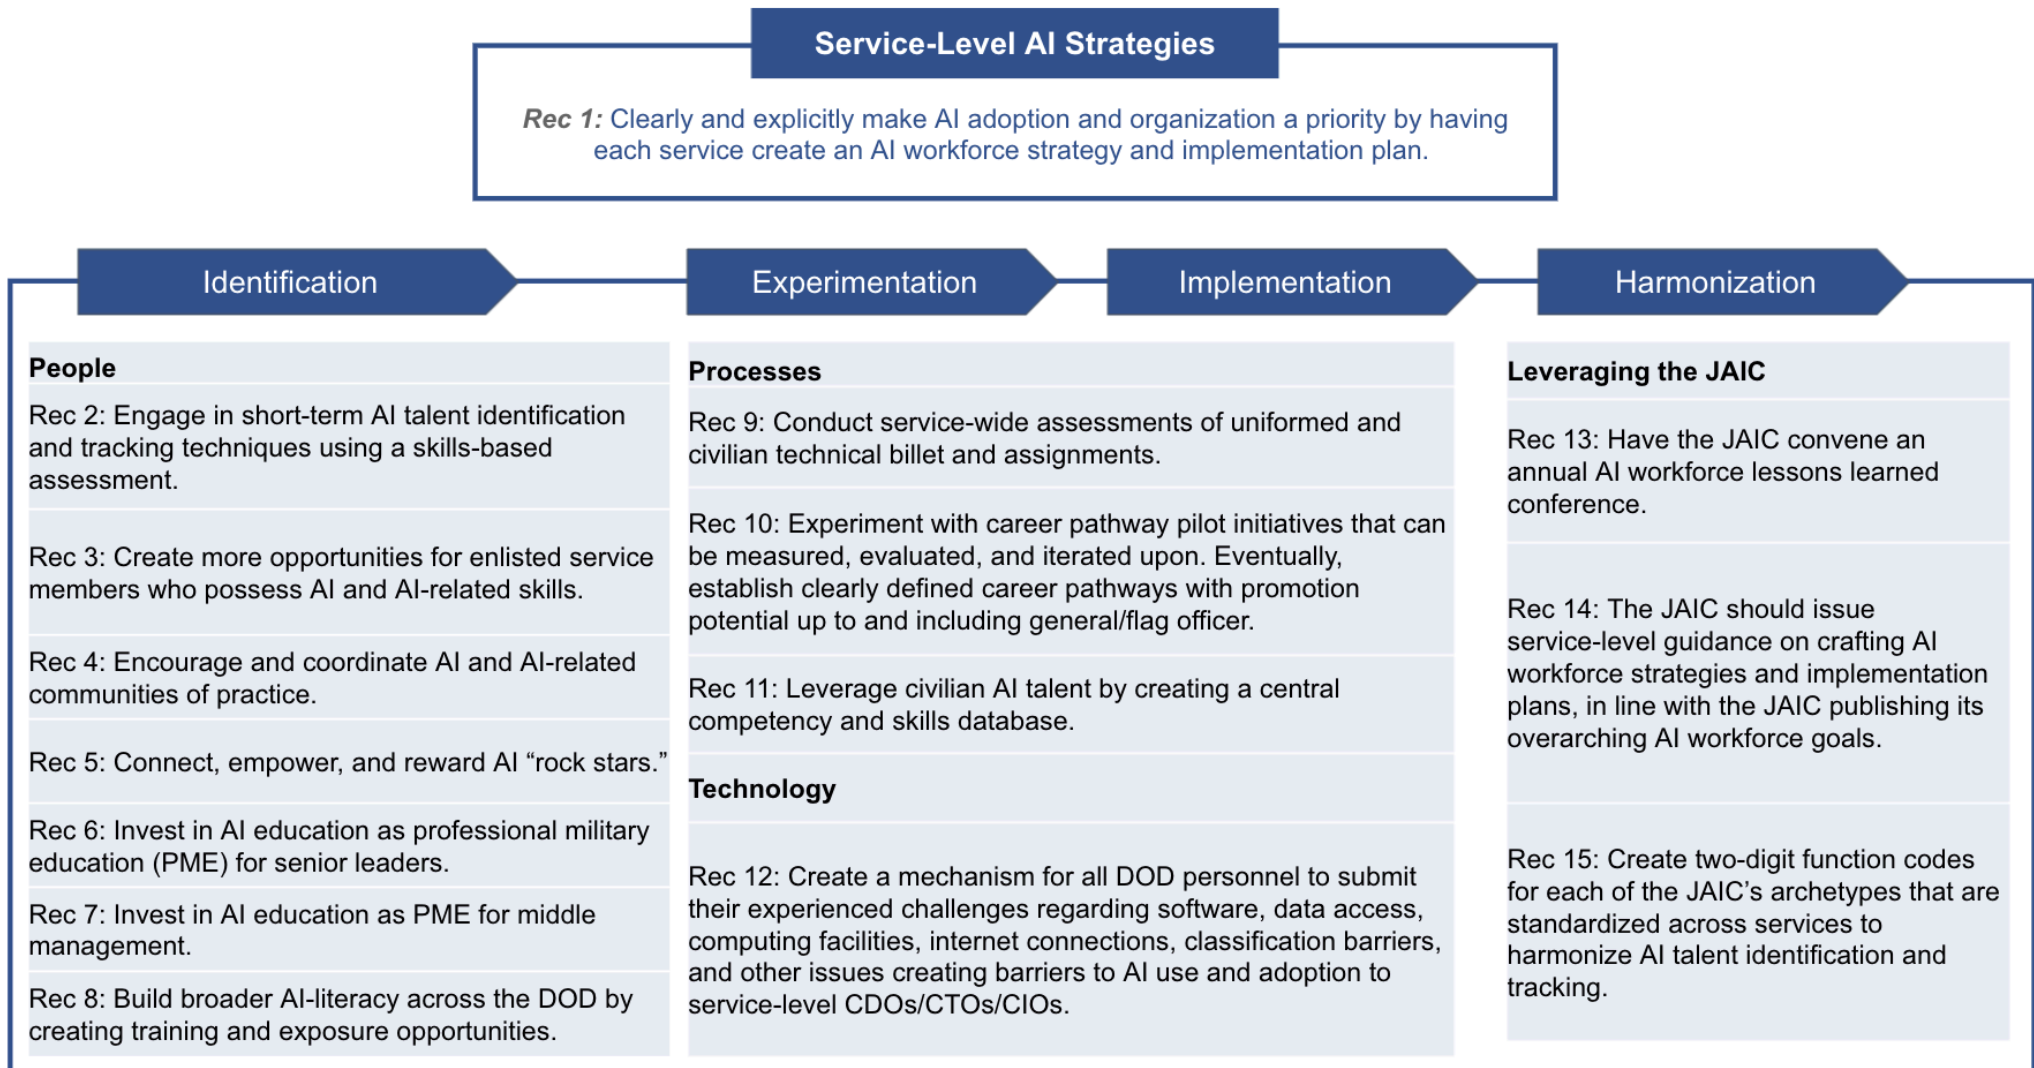 Service-Level AI Strategies
Rec 1: Clearly and explicitly make AI adoption and organization a priority by having
each service create an AI workforce strategy and implementation plan.
Identification
Experimentation
Implementation
Harmonization
People
Rec 2: Engage in short-term AI talent identification
and tracking techniques using a skills-based
assessment.
Rec 3: Create more opportunities for enlisted service
members who possess AI and AI-related skills.
Rec 4: Encourage and coordinate AI and AI-related
communities of practice.
Rec 5: Connect, empower, and reward AI “rock stars.”
Rec 6: Invest in AI education as professional military
education (PME) for senior leaders.
Rec 7: Invest in AI education as PME for middle
management.
Rec 8: Build broader AI-literacy across the DOD by
creating training and exposure opportunities.
Processes
Rec 9: Conduct service-wide assessments of uniformed and
civilian technical billet and assignments.
Rec 10: Experiment with career pathway pilot initiatives that can
be measured, evaluated, and iterated upon. Eventually,
establish clearly defined career pathways with promotion
potential up to and including general/flag officer.
Rec 11: Leverage civilian AI talent by creating a central
competency and skills database.
Technology
Rec 12: Create a mechanism for all DOD personnel to submit
their experienced challenges regarding software, data access,
computing facilities, internet connections, classification barriers,
and other issues creating barriers to AI use and adoption to
service-level CDOs/CTOs/CIOs.
Leveraging the JAIC
Rec 13: Have the JAIC convene an
annual AI workforce lessons learned
conference.
Rec 14: The JAIC should issue
service-level guidance on crafting AI
workforce strategies and implementation
plans, in line with the JAIC publishing its
overarching AI workforce goals.
Rec 15: Create two-digit function codes
for each of the JAIC’s archetypes that are
standardized across services to
harmonize AI talent identification and
tracking.